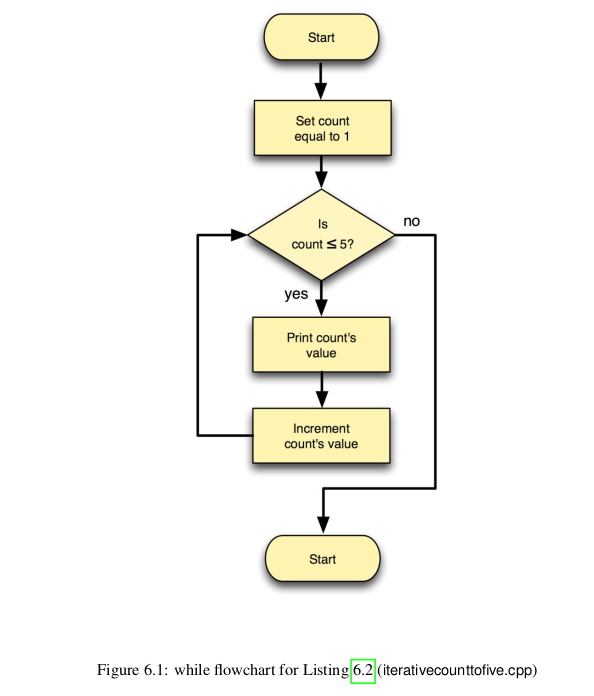 Start
Set count
equal to 1
Is
count ≤ 5?
no
yes
Print count's
value
Increment
count's value
Start
Figure 6.1: while flowchart for Listing 6.2 (iterativecounttofive.cpp)